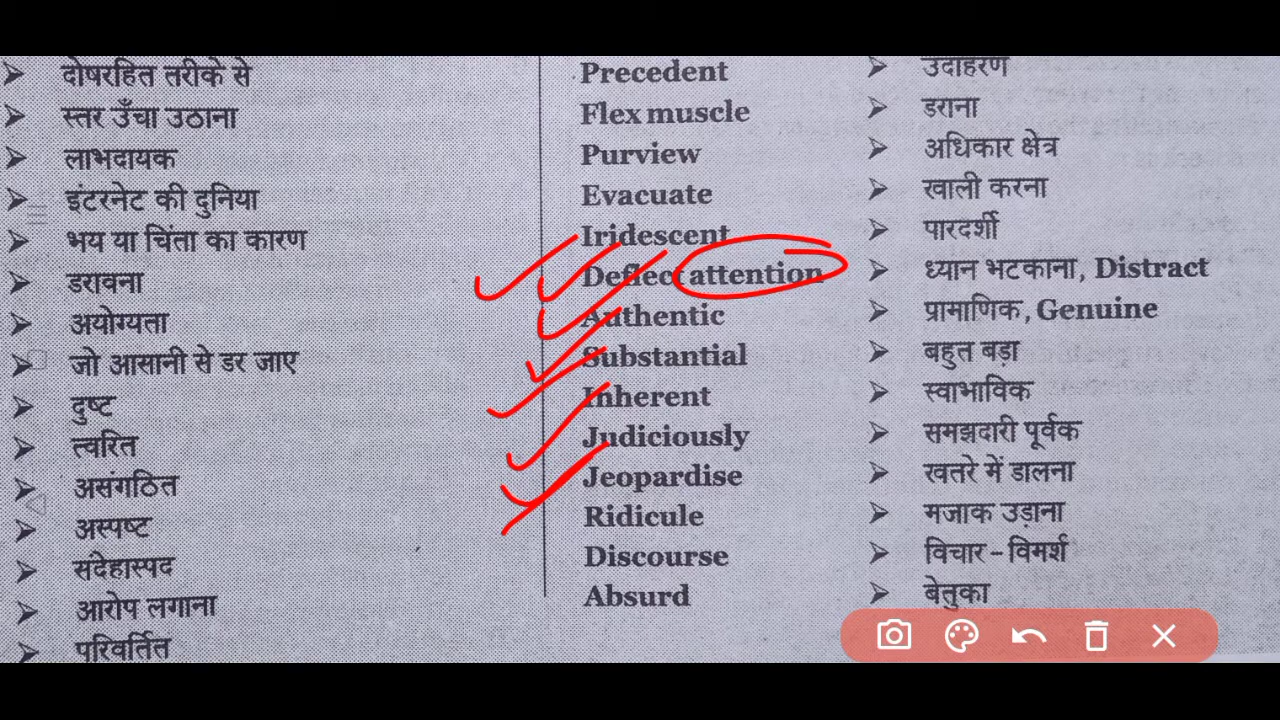 दोषरहित तरीके से
स्तर उँचा उठाना
लाभदायक
इंटरनेट की दुनिया
भय या चिंता का कारण
डरावना
अयोग्यता
जो आसानी से डर जाए
दुष्ट
त्वरित
असंगठित
अस्पष्ट
संदेहास्पद
आरोप लगाना
परिवर्तित
Precedent
उदाहरण
Flex muscle
डराना
Purview
अधिकार क्षेत्र
Evacuate
खाली करना
Iridescent
पारदर्शी
Deflect attention
ध्यान भटकाना, Distract
Authentic
प्रामाणिक, Genuine
Substantial
बहुत बड़ा
Inherent
स्वाभाविक
Judiciously
समझदारी पूर्वक
Jeopardise
खतरे में डालना
Ridicule
मजाक उड़ाना
Discourse
विचार-विमर्श
Absurd
बेतुका